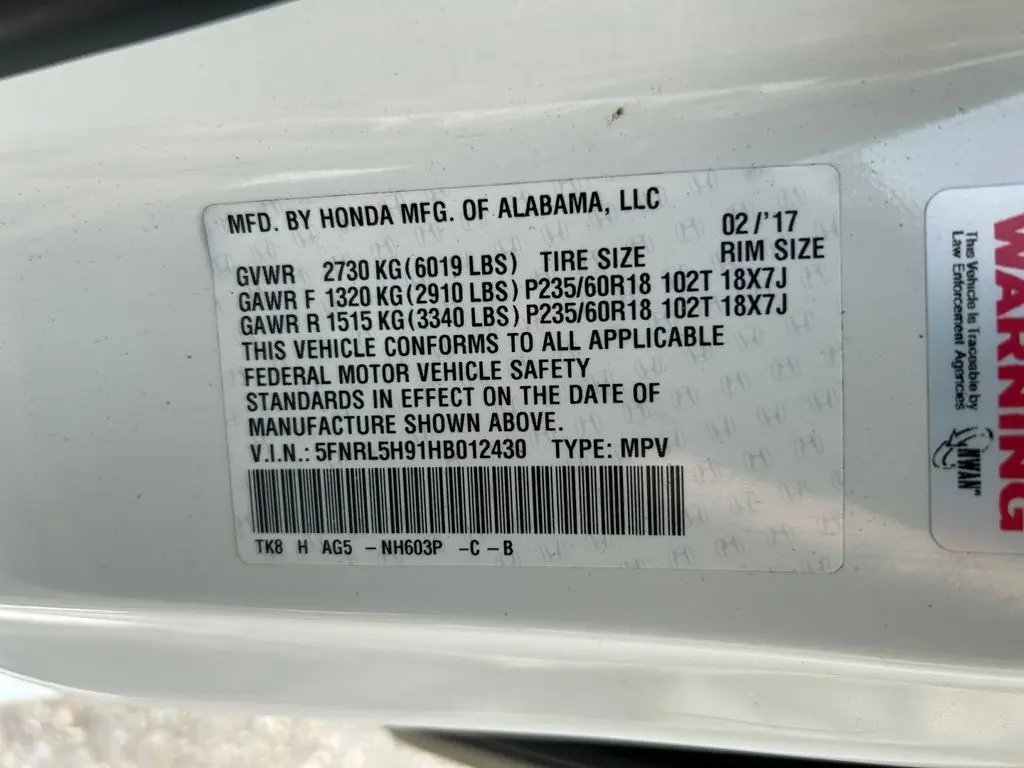 MFD. BY HONDA MFG. OF ALABAMA, LLC 02/'17
GVWR 2730 KG(6019 LBS) TIRE SIZE RIM SIZE
GAWR F 1320 KG(2910 LBS) P235/60R18 102T 18X7J
GAWR R 1515 KG(3340 LBS) P235/60R18 102T 18X7J
THIS VEHICLE CONFORMS TO ALL APPLICABLE
FEDERAL MOTOR VEHICLE SAFETY
STANDARDS IN EFFECT ON THE DATE OF
MANUFACTURE SHOWN ABOVE.
V.I.N.: 5FNRL5H91HB012430 TYPE: MPV
TK8 H AG5 -NH603P -C-B
WARNING
This Vehicle Is Traceable by
Law Enforcement Agencies
NWAN